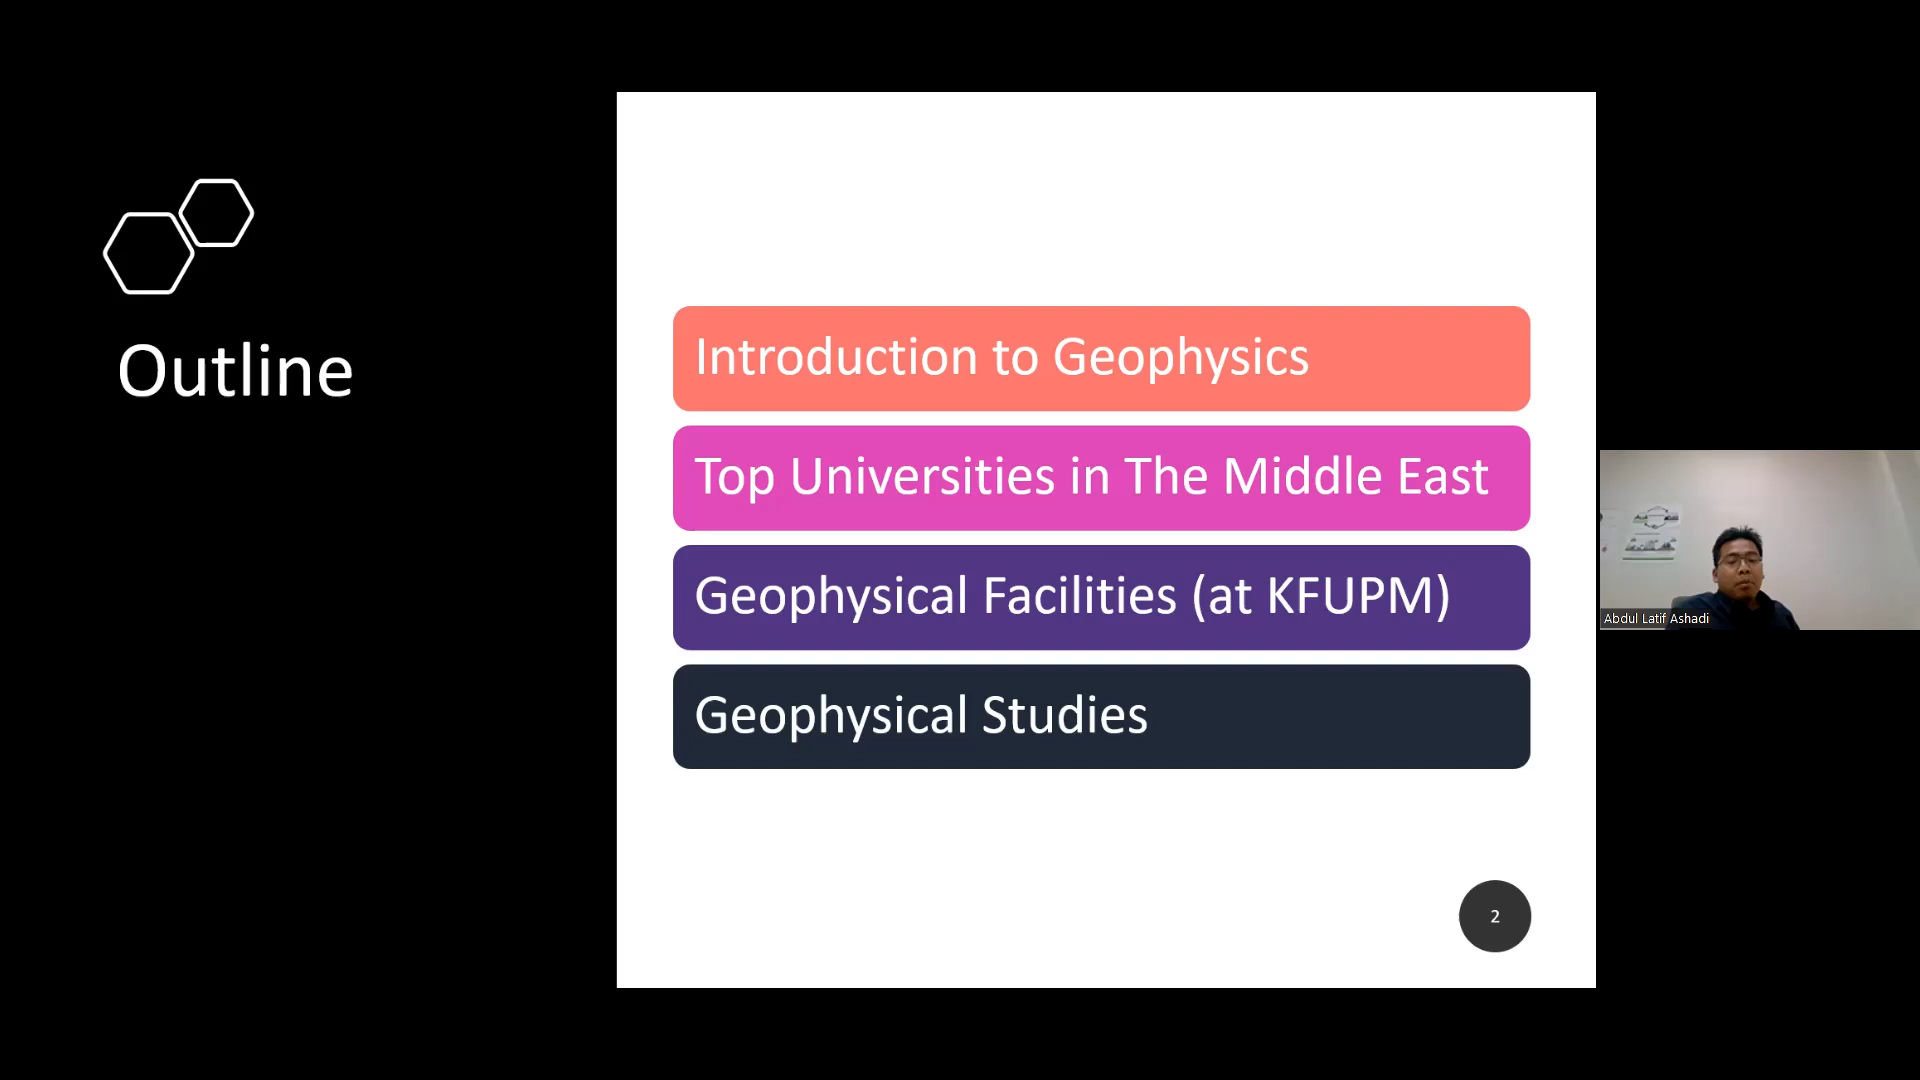 Outline
Introduction to Geophysics
Top Universities in The Middle East
Geophysical Facilities (at KFUPM)
Geophysical Studies
2
Abdul Latif Ashadi